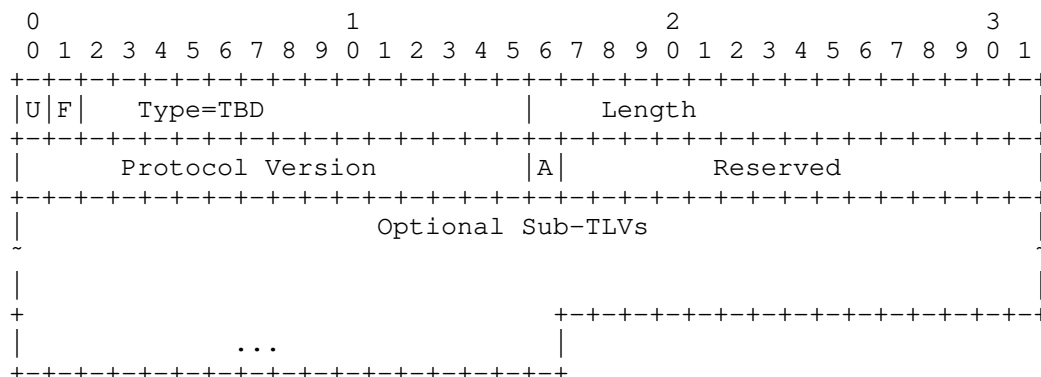 0                   1                   2                   3
0 1 2 3 4 5 6 7 8 9 0 1 2 3 4 5 6 7 8 9 0 1 2 3 4 5 6 7 8 9 0 1
+-+-+-+-+-+-+-+-+-+-+-+-+-+-+-+-+-+-+-+-+-+-+-+-+-+-+-+-+-+-+-+-+
|U|F|   Type=TBD                |    Length                     |
+-+-+-+-+-+-+-+-+-+-+-+-+-+-+-+-+-+-+-+-+-+-+-+-+-+-+-+-+-+-+-+-+
|      Protocol Version         |A|         Reserved            |
+-+-+-+-+-+-+-+-+-+-+-+-+-+-+-+-+-+-+-+-+-+-+-+-+-+-+-+-+-+-+-+-+
|                      Optional Sub-TLVs                        |
~                                                               ~
|                                                               |
+                                 +-+-+-+-+-+-+-+-+-+-+-+-+-+-+-+
|             ...                 |
+-+-+-+-+-+-+-+-+-+-+-+-+-+-+-+-+-+